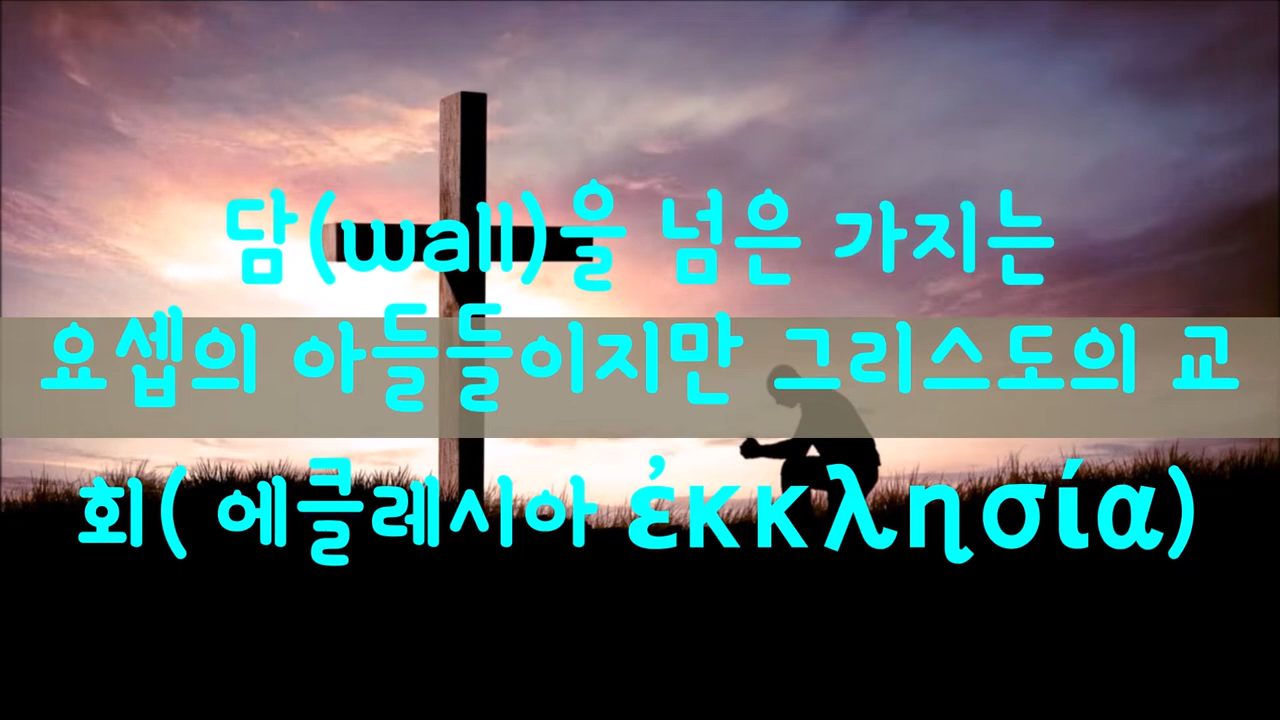 담(wall)을 넘은 가지는
요셉의 아들들이지만 그리스도의 교
회( 에클레시아 ἐκκλησία)